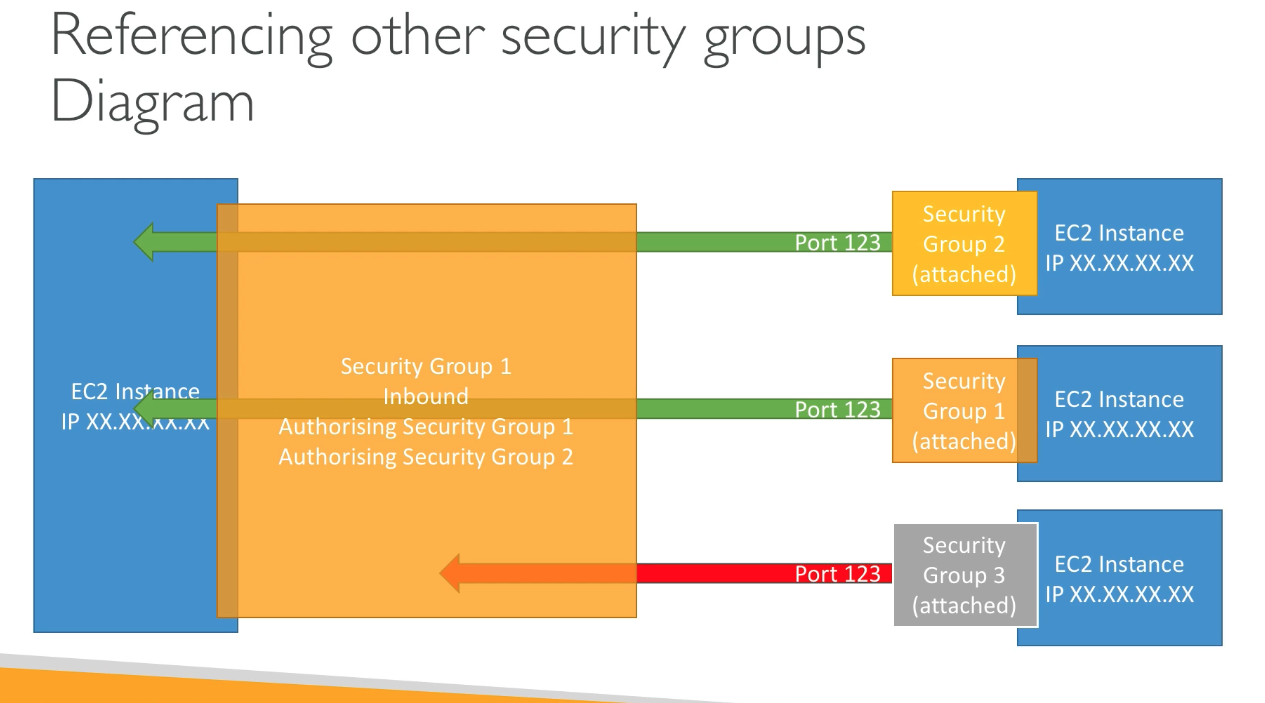 Referencing other security groups
Diagram
EC2 Instance
IP XX.XX.XX.XX
Security Group 1
Inbound
Authorising Security Group 1
Authorising Security Group 2
Port 123
Security
Group 2
(attached)
EC2 Instance
IP XX.XX.XX.XX
Port 123
Security
Group 1
(attached)
EC2 Instance
IP XX.XX.XX.XX
Port 123
Security
Group 3
(attached)
EC2 Instance
IP XX.XX.XX.XX